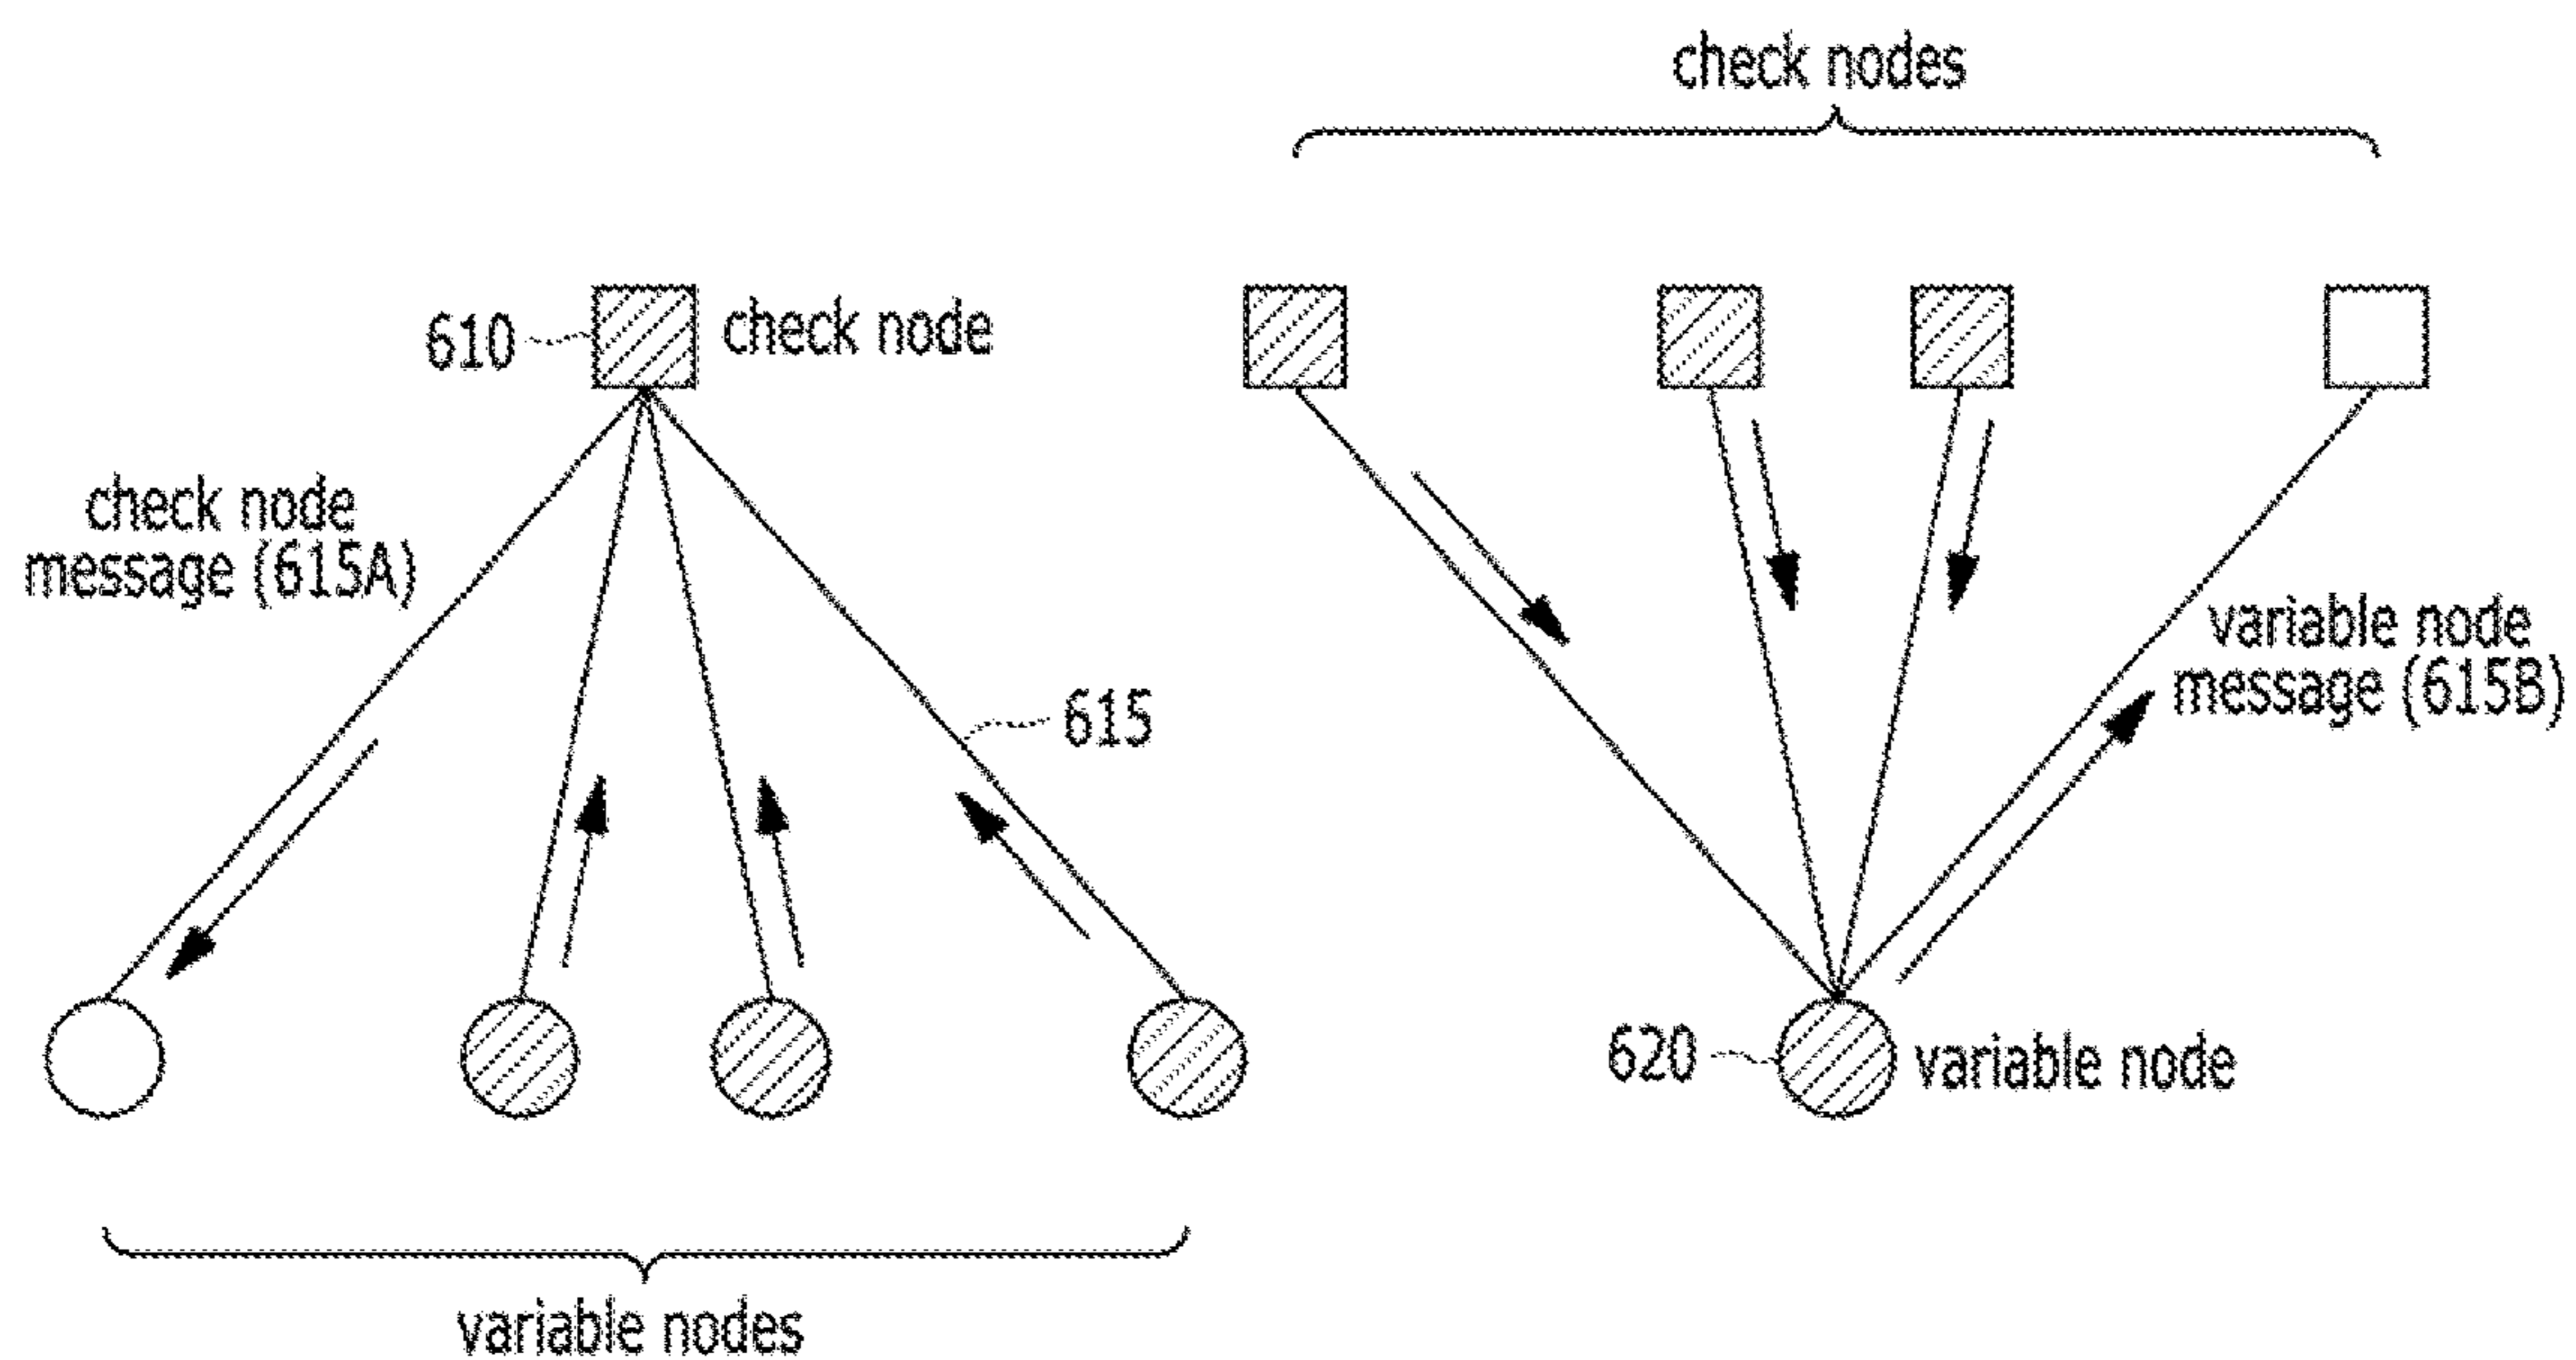 check nodes
610
check node
check node
message (615A)
variable node
message (615B)
615
620
variable node
variable nodes